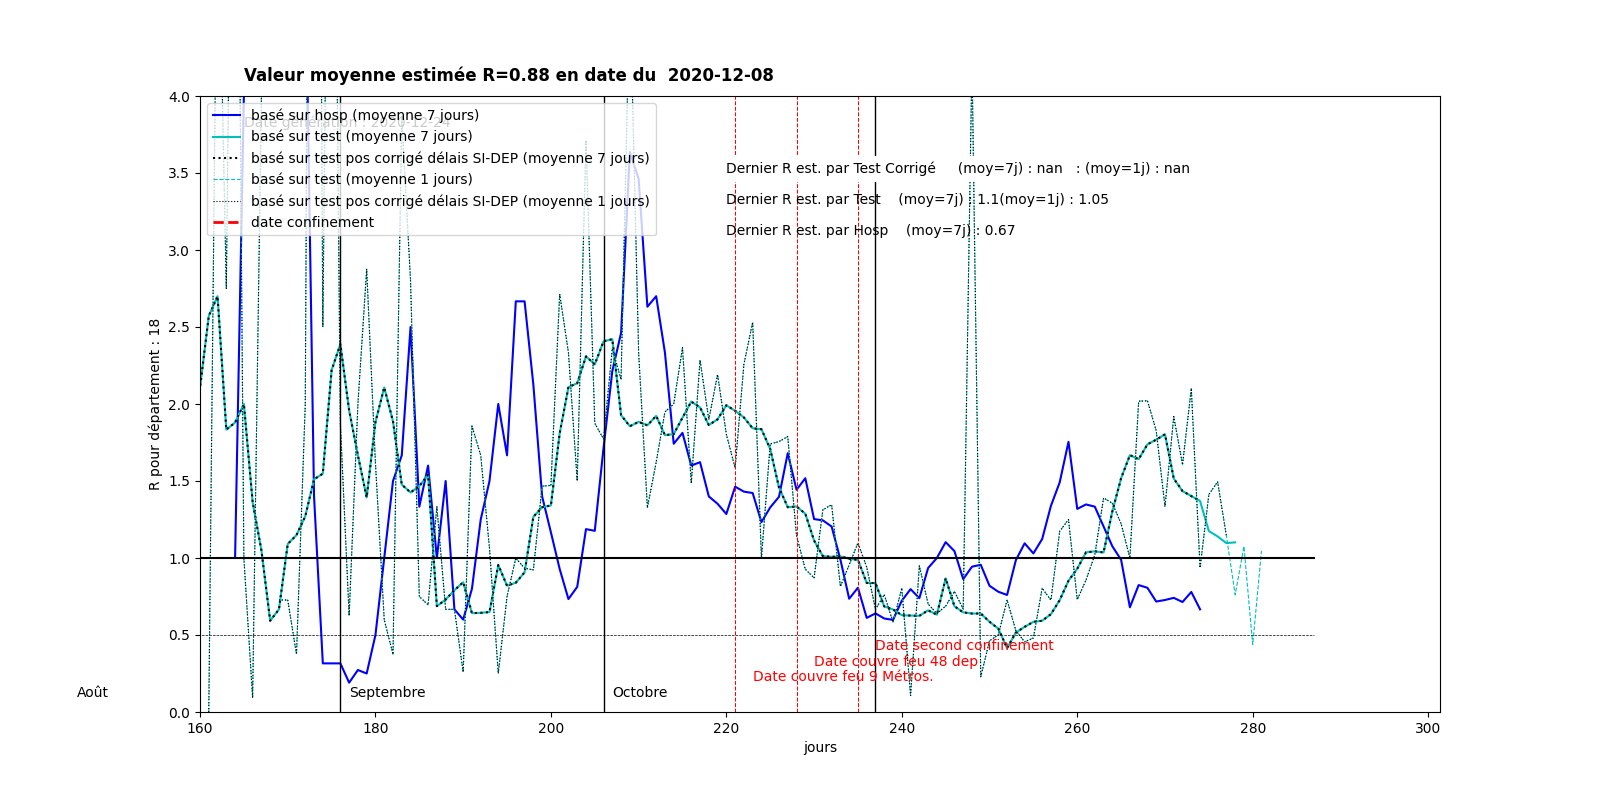 Valeur moyenne estimée R=0.88 en date du  2020-12-08
Date génération : 2020-12-24
basé sur hosp (moyenne 7 jours)
basé sur test (moyenne 7 jours)
basé sur test pos corrigé délais SI-DEP (moyenne 7 jours)
basé sur test (moyenne 1 jours)
basé sur test pos corrigé délais SI-DEP (moyenne 1 jours)
date confinement
Dernier R est. par Test Corrigé     (moy=7j) : nan   : (moy=1j) : nan
Dernier R est. par Test    (moy=7j) : 1.1(moy=1j) : 1.05
Dernier R est. par Hosp    (moy=7j) : 0.67
R pour département : 18
4.0
3.5
3.0
2.5
2.0
1.5
1.0
0.5
0.0
Date second confinement
Date couvre feu 48 dep
Date couvre feu 9 Métros.
Août
Septembre
Octobre
160 180 200 220 240 260 280 300
jours